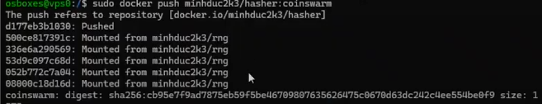 osboxes@vps0:~$ sudo docker push minhduc2k3/hasher:coinswarm
The push refers to repository [docker.io/minhduc2k3/hasher]
d177eb3b1030: Pushed
500ce817391c: Mounted from minhduc2k3/rng
336e6a290569: Mounted from minhduc2k3/rng
53d9c097c68d: Mounted from minhduc2k3/rng
052b772c7a04: Mounted from minhduc2k3/rng
08000c18d16d: Mounted from minhduc2k3/rng
coinswarm: digest: sha256:cb95e7f9ad7875eb59f5be46709807635626475c0670d63dc242c4ee554be0f9 size: 1